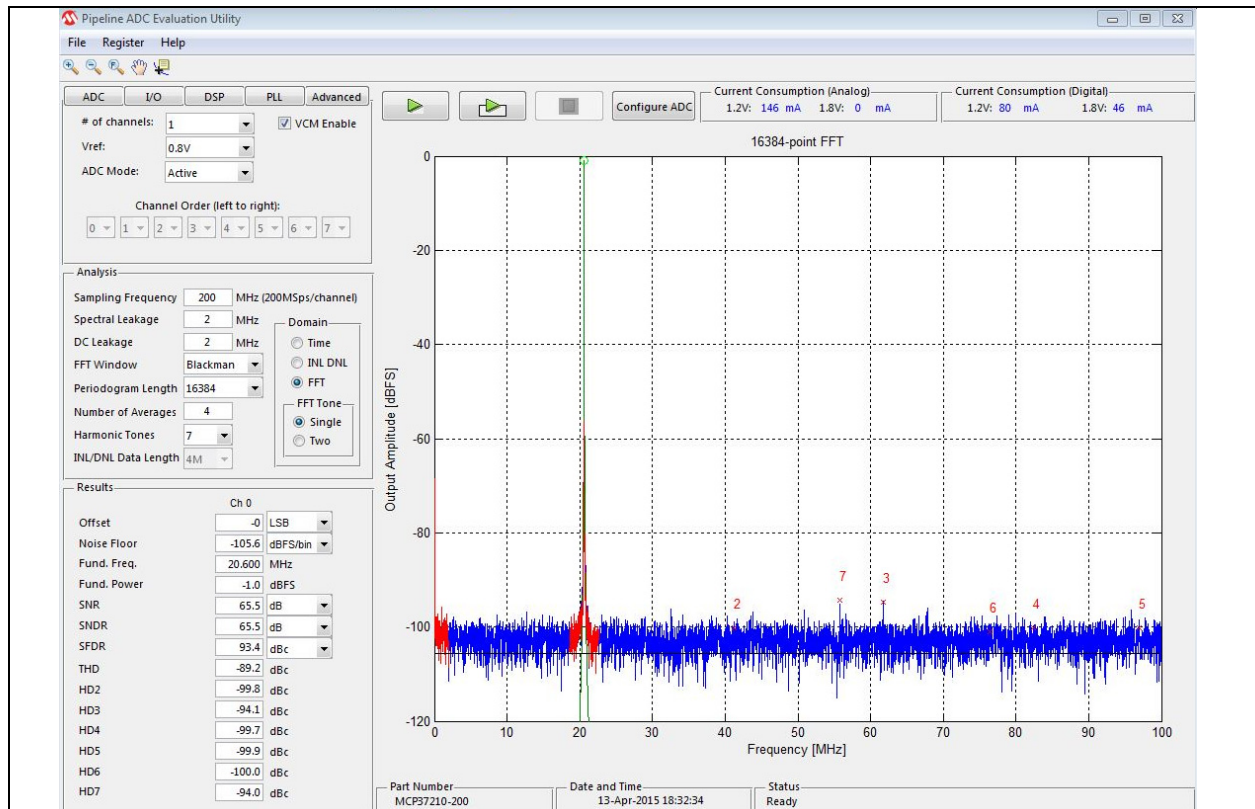 Pipeline ADC Evaluation Utility
File Register Help
ADC I/O DSP PLL Advanced
# of channels: 1 VCM Enable
Vref: 0.8V
ADC Mode: Active
Channel Order (left to right):
0 1 2 3 4 5 6 7
Configure ADC
Current Consumption (Analog)
1.2V: 146 mA 1.8V: 0 mA
Current Consumption (Digital)
1.2V: 80 mA 1.8V: 46 mA
Analysis
Sampling Frequency 200 MHz (200MSps/channel)
Spectral Leakage 2 MHz
DC Leakage 2 MHz
FFT Window Blackman
Periodogram Length 16384
Number of Averages 4
Harmonic Tones 7
INL/DNL Data Length 4M
Domain
Time
INL DNL
FFT
FFT Tone
Single
Two
Results
Ch 0
Offset -0 LSB
Noise Floor -105.6 dBFS/bin
Fund. Freq. 20.600 MHz
Fund. Power -1.0 dBFS
SNR 65.5 dB
SNDR 65.5 dB
SFDR 93.4 dBc
THD -89.2 dBc
HD2 -99.8 dBc
HD3 -94.1 dBc
HD4 -99.7 dBc
HD5 -99.9 dBc
HD6 -100.0 dBc
HD7 -94.0 dBc
16384-point FFT
Output Amplitude [dBFS]
0
-20
-40
-60
-80
-100
-120
2 7 3 6 4 5
0 10 20 30 40 50 60 70 80 90 100
Frequency [MHz]
Part Number
MCP37210-200
Date and Time
13-Apr-2015 18:32:34
Status
Ready